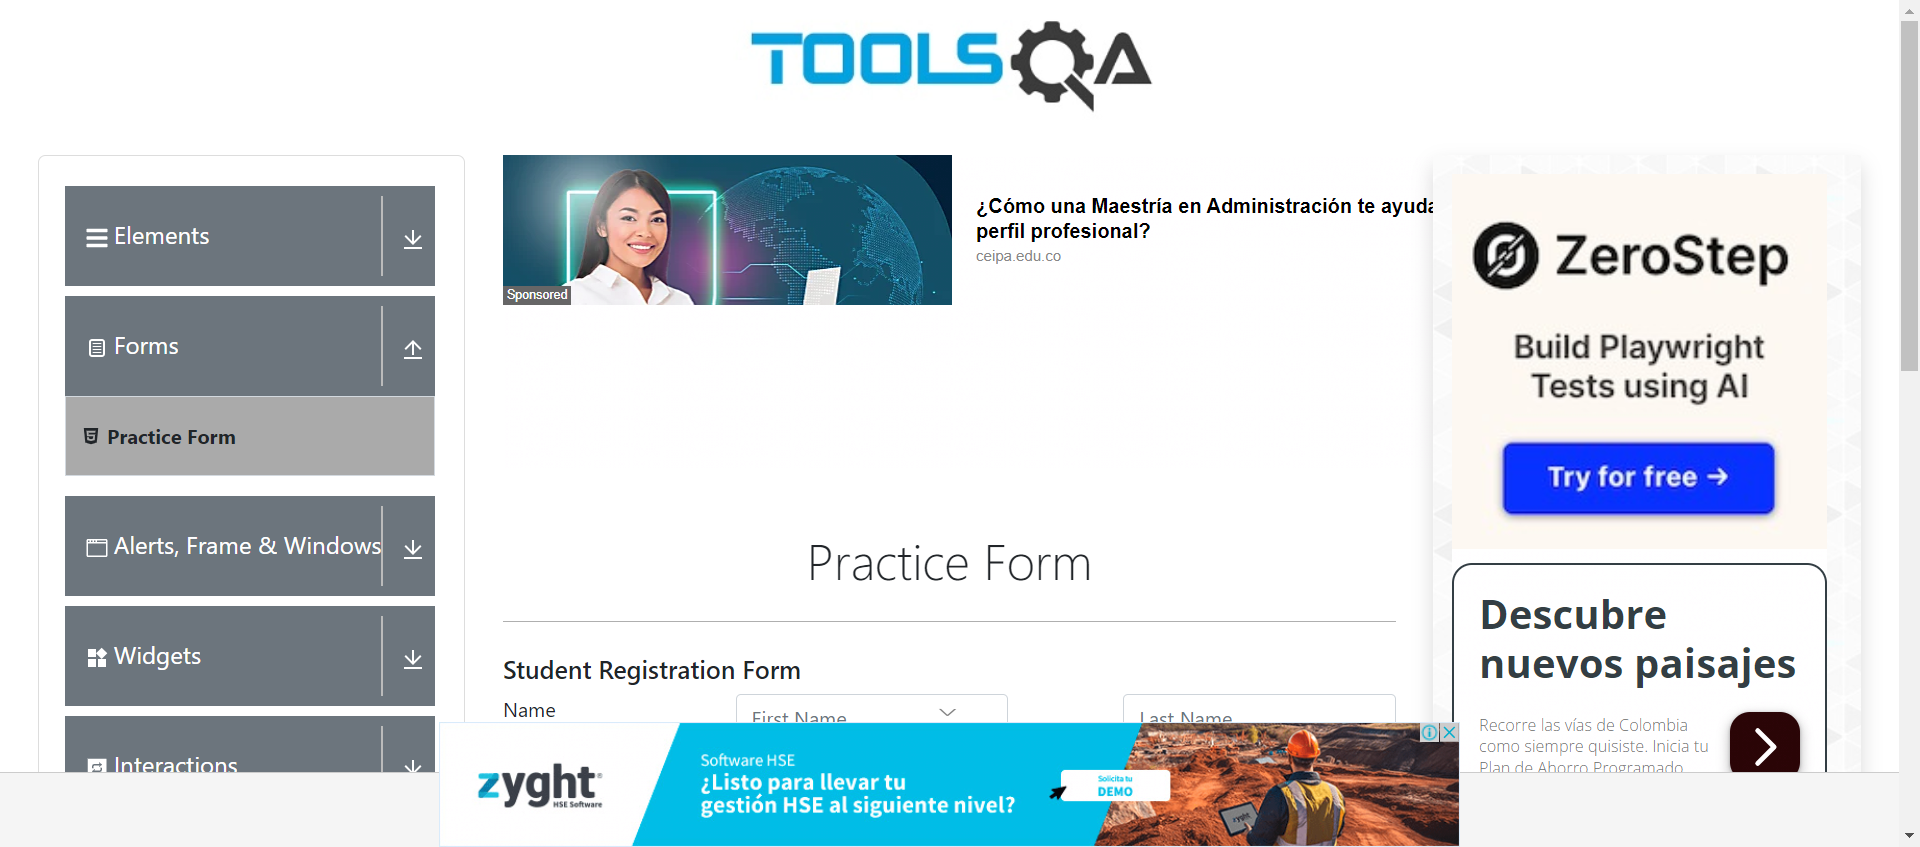 TOOLSQA
Elements
Forms
Practice Form
Alerts, Frame & Windows
Widgets
Interactions
Sponsored
¿Cómo una Maestría en Administración te ayuda
perfil profesional?
ceipa.edu.co
Practice Form
Student Registration Form
Name
First Name
Last Name
ZeroStep
Build Playwright
Tests using AI
Try for free →
Descubre
nuevos paisajes
Recorre las vías de Colombia
como siempre quisiste. Inicia tu
Plan de Ahorro Programado
zyght®
HSE Software
Software HSE
¿Listo para llevar tu
gestión HSE al siguiente nivel?
Solicita tu
DEMO
zyght